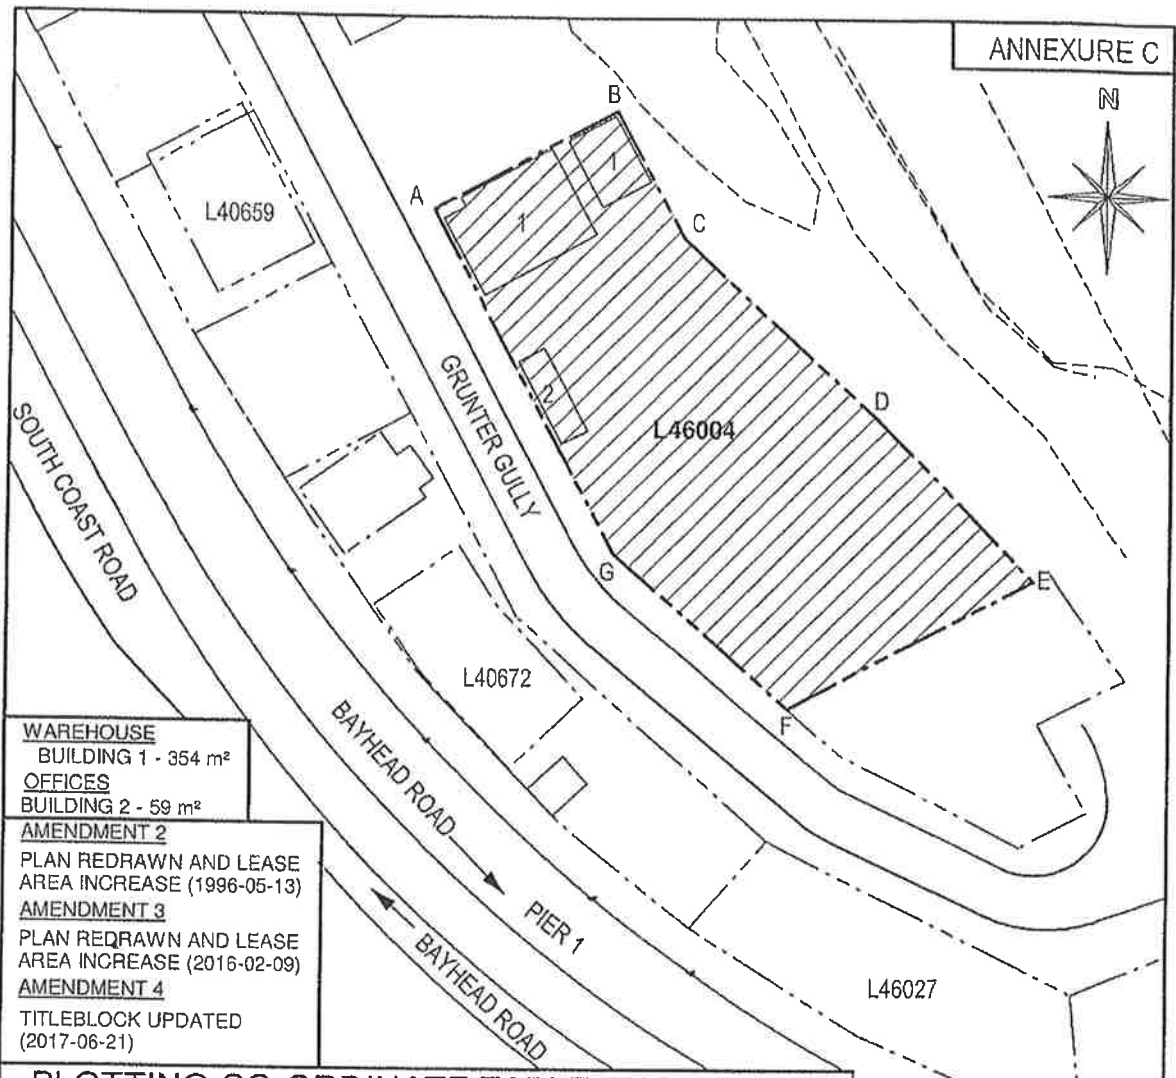 ANNEXURE C
N
B
A
L40659
1
1
C
GRUNTER GULLY
2
D
L46004
SOUTH COAST ROAD
G
E
L40672
F
WAREHOUSE
BUILDING 1 - 354 m²
OFFICES
BUILDING 2 - 59 m²
BAYHEAD ROAD
AMENDMENT 2
PLAN REDRAWN AND LEASE
AREA INCREASE (1996-05-13)
AMENDMENT 3
PLAN REDRAWN AND LEASE
AREA INCREASE (2016-02-09)
AMENDMENT 4
TITLEBLOCK UPDATED
(2017-06-21)
PIER 1
BAYHEAD ROAD
L46027
PLOTTING CO-ORDINATE